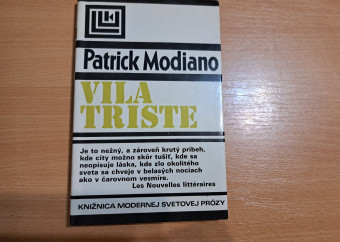 Patrick Modiano
VILA
TRISTE
Je to nežný, a zároveň krutý príbeh,
kde city možno skôr tušiť, kde sa
neopisuje láska, kde zlo okolitého
sveta sa chveje v belasých nociach
ako v čarovnom vesmíre.
Les Nouvelles littéraires
KNIŽNICA MODERNEJ SVETOVEJ PRÓZY